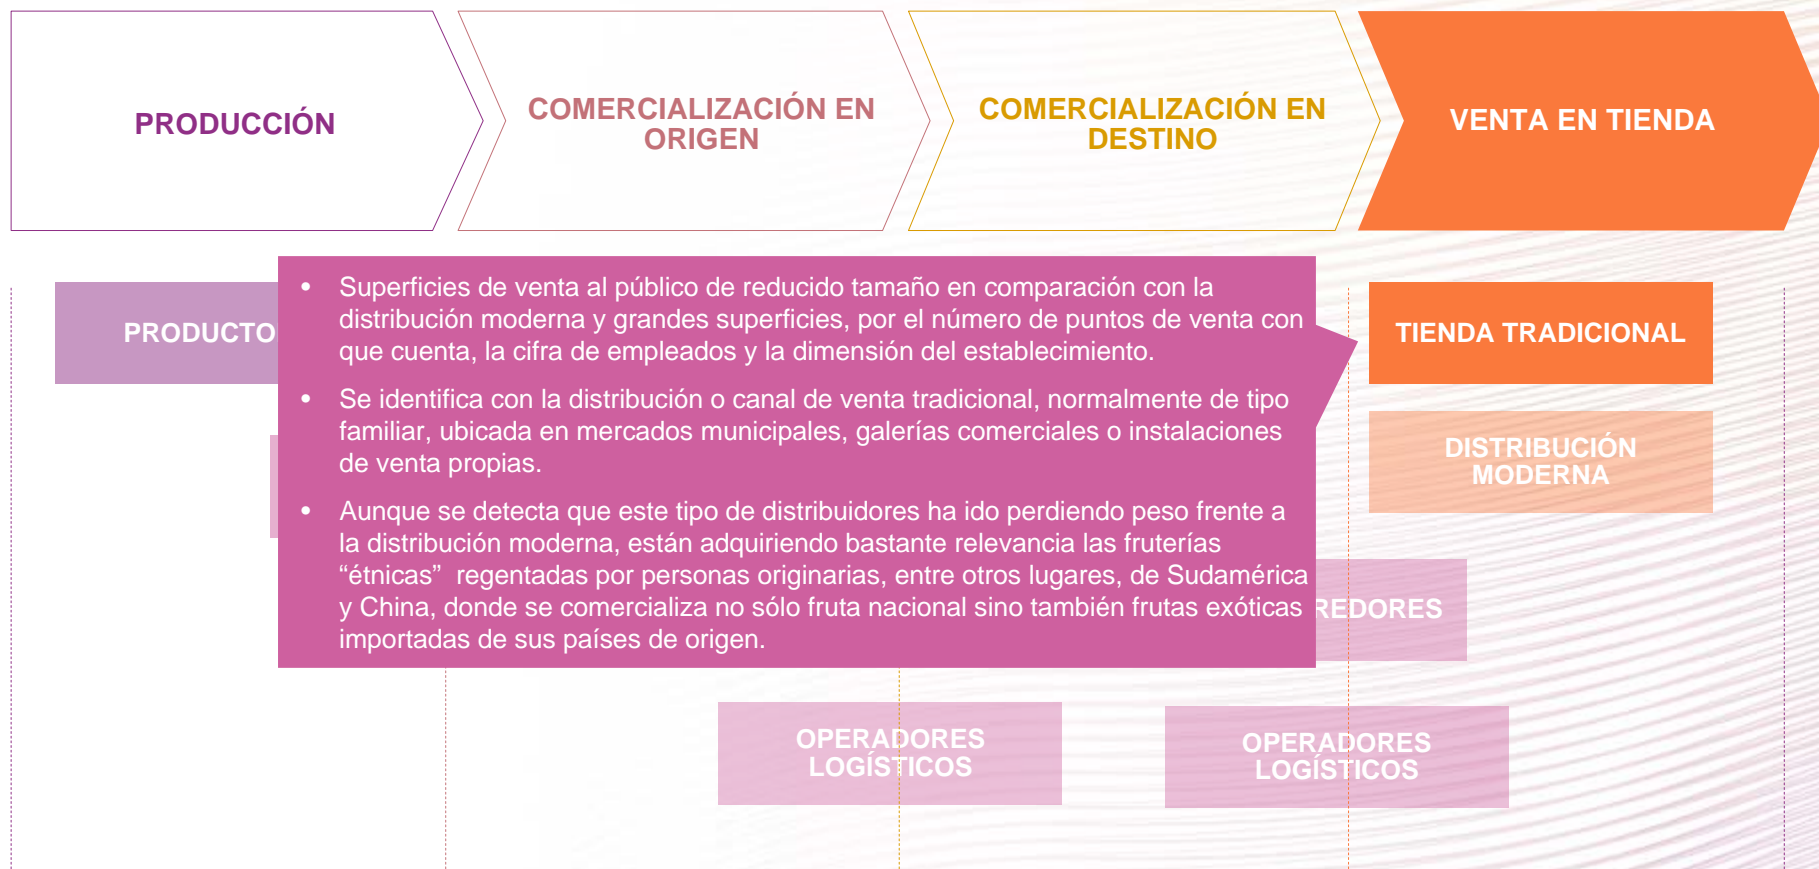 PRODUCCIÓN
COMERCIALIZACIÓN EN
ORIGEN
COMERCIALIZACIÓN EN
DESTINO
VENTA EN TIENDA
• Superficies de venta al público de reducido tamaño en comparación con la
distribución moderna y grandes superficies, por el número de puntos de venta con
que cuenta, la cifra de empleados y la dimensión del establecimiento.
• Se identifica con la distribución o canal de venta tradicional, normalmente de tipo
familiar, ubicada en mercados municipales, galerías comerciales o instalaciones
de venta propias.
• Aunque se detecta que este tipo de distribuidores ha ido perdiendo peso frente a
la distribución moderna, están adquiriendo bastante relevancia las fruterías
“étnicas”  regentadas por personas originarias, entre otros lugares, de Sudamérica
y China, donde se comercializa no sólo fruta nacional sino también frutas exóticas
importadas de sus países de origen.
PRODUCTO
TIENDA TRADICIONAL
DISTRIBUCIÓN
MODERNA
REDORES
OPERADORES
LOGÍSTICOS
OPERADORES
LOGÍSTICOS